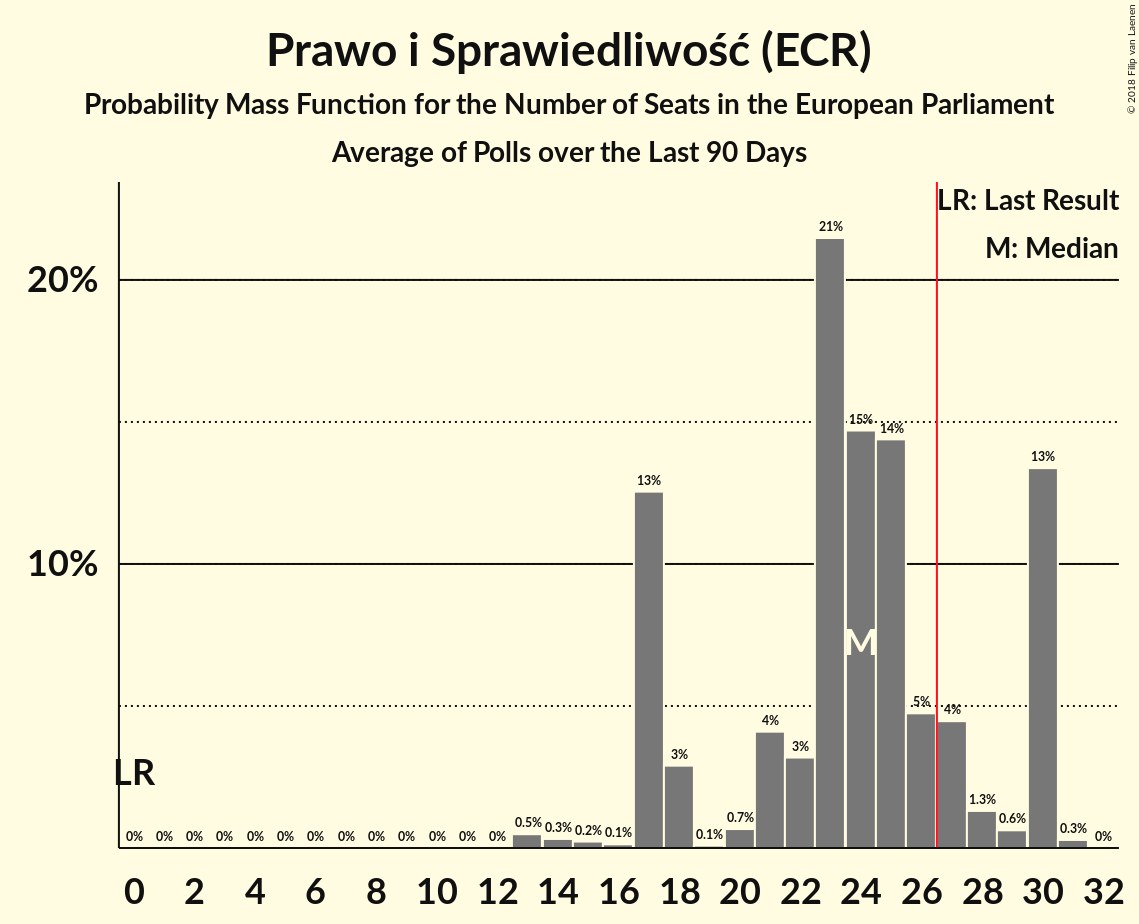 Prawo i Sprawiedliwość (ECR)
Probability Mass Function for the Number of Seats in the European Parliament
Average of Polls over the Last 90 Days
© 2018 Filip van Laenen
LR: Last Result
M: Median
20%
10%
21%
15%
14%
13%
13%
5%
4%
4%
3%
3%
M
LR
0% 0% 0% 0% 0% 0% 0% 0% 0% 0% 0% 0% 0% 0.5% 0.3% 0.2% 0.1% 0.1% 0.7% 1.3% 0.6% 0.3% 0%
0 2 4 6 8 10 12 14 16 18 20 22 24 26 28 30 32